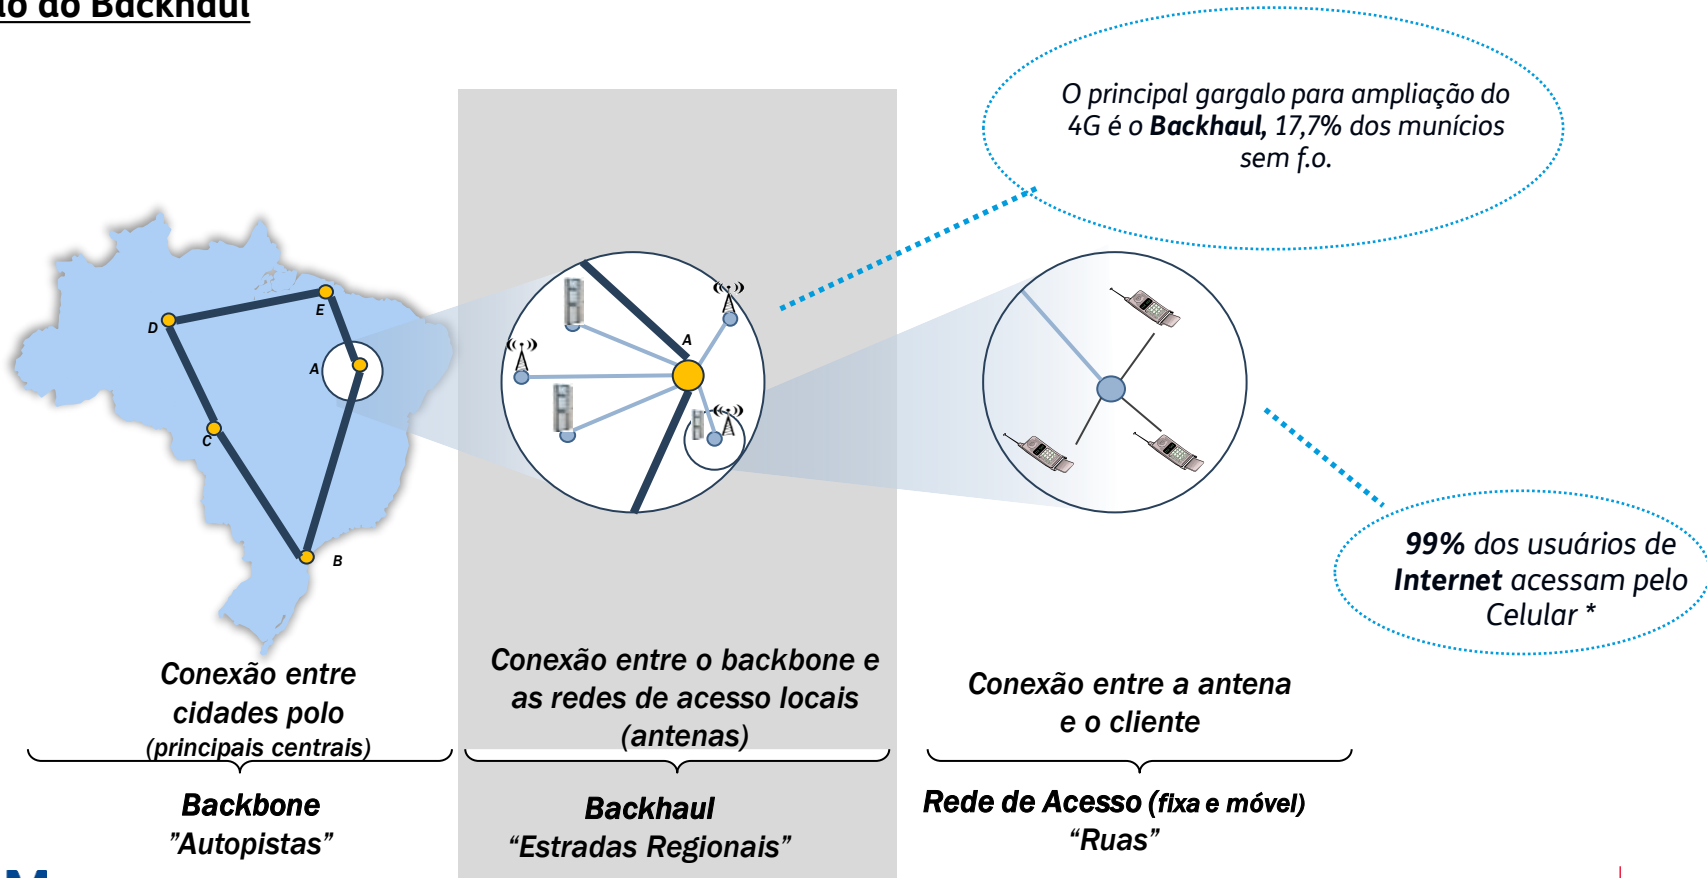 do Backhaul
O principal gargalo para ampliação do
4G é o Backhaul, 17,7% dos munícios
sem f.o.
E
D
A
C
B
A
99% dos usuários de
Internet acessam pelo
Celular *
Conexão entre
cidades polo
(principais centrais)
Conexão entre o backbone e
as redes de acesso locais
(antenas)
Conexão entre a antena
e o cliente
Backbone
”Autopistas”
Backhaul
“Estradas Regionais”
Rede de Acesso (fixa e móvel)
“Ruas”
M